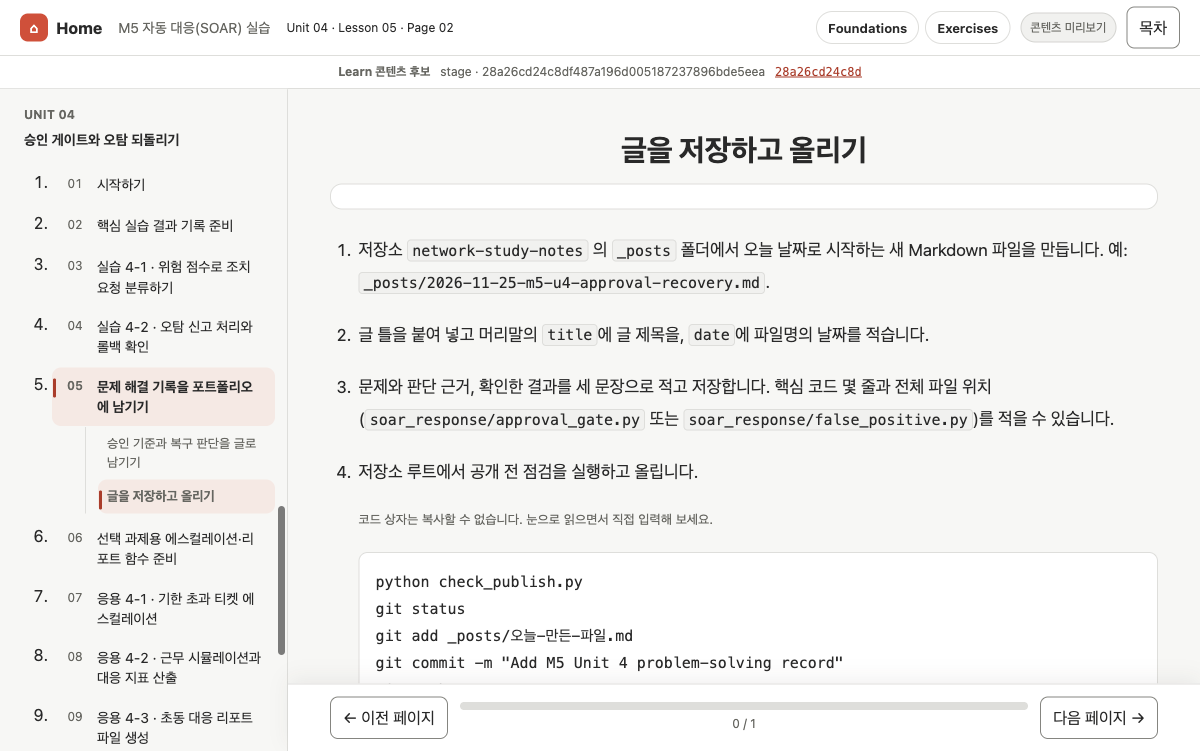 Home M5 자동 대응(SOAR) 실습 Unit 04 · Lesson 05 · Page 02 Foundations Exercises 콘텐츠 미리보기 목차
Learn 콘텐츠 후보 stage · 28a26cd24c8df487a196d005187237896bde5eea 28a26cd24c8d
UNIT 04
승인 게이트와 오탐 되돌리기
1. 01 시작하기
2. 02 핵심 실습 결과 기록 준비
3. 03 실습 4-1 · 위험 점수로 조치
요청 분류하기
4. 04 실습 4-2 · 오탐 신고 처리와
롤백 확인
5. 05 문제 해결 기록을 포트폴리오
에 남기기
승인 기준과 복구 판단을 글로
남기기
글을 저장하고 올리기
6. 06 선택 과제용 에스컬레이션·리
포트 함수 준비
7. 07 응용 4-1 · 기한 초과 티켓 에
스컬레이션
8. 08 응용 4-2 · 근무 시뮬레이션과
대응 지표 산출
9. 09 응용 4-3 · 초동 대응 리포트
파일 생성
글을 저장하고 올리기
1. 저장소 network-study-notes 의 _posts 폴더에서 오늘 날짜로 시작하는 새 Markdown 파일을 만듭니다. 예:
_posts/2026-11-25-m5-u4-approval-recovery.md.
2. 글 틀을 붙여 넣고 머리말의 title에 글 제목을, date에 파일명의 날짜를 적습니다.
3. 문제와 판단 근거, 확인한 결과를 세 문장으로 적고 저장합니다. 핵심 코드 몇 줄과 전체 파일 위치
(soar_response/approval_gate.py 또는 soar_response/false_positive.py)를 적을 수 있습니다.
4. 저장소 루트에서 공개 전 점검을 실행하고 올립니다.
코드 상자는 복사할 수 없습니다. 눈으로 읽으면서 직접 입력해 보세요.
python check_publish.py
git status
git add _posts/오늘-만든-파일.md
git commit -m "Add M5 Unit 4 problem-solving record"
← 이전 페이지 0 / 1 다음 페이지 →